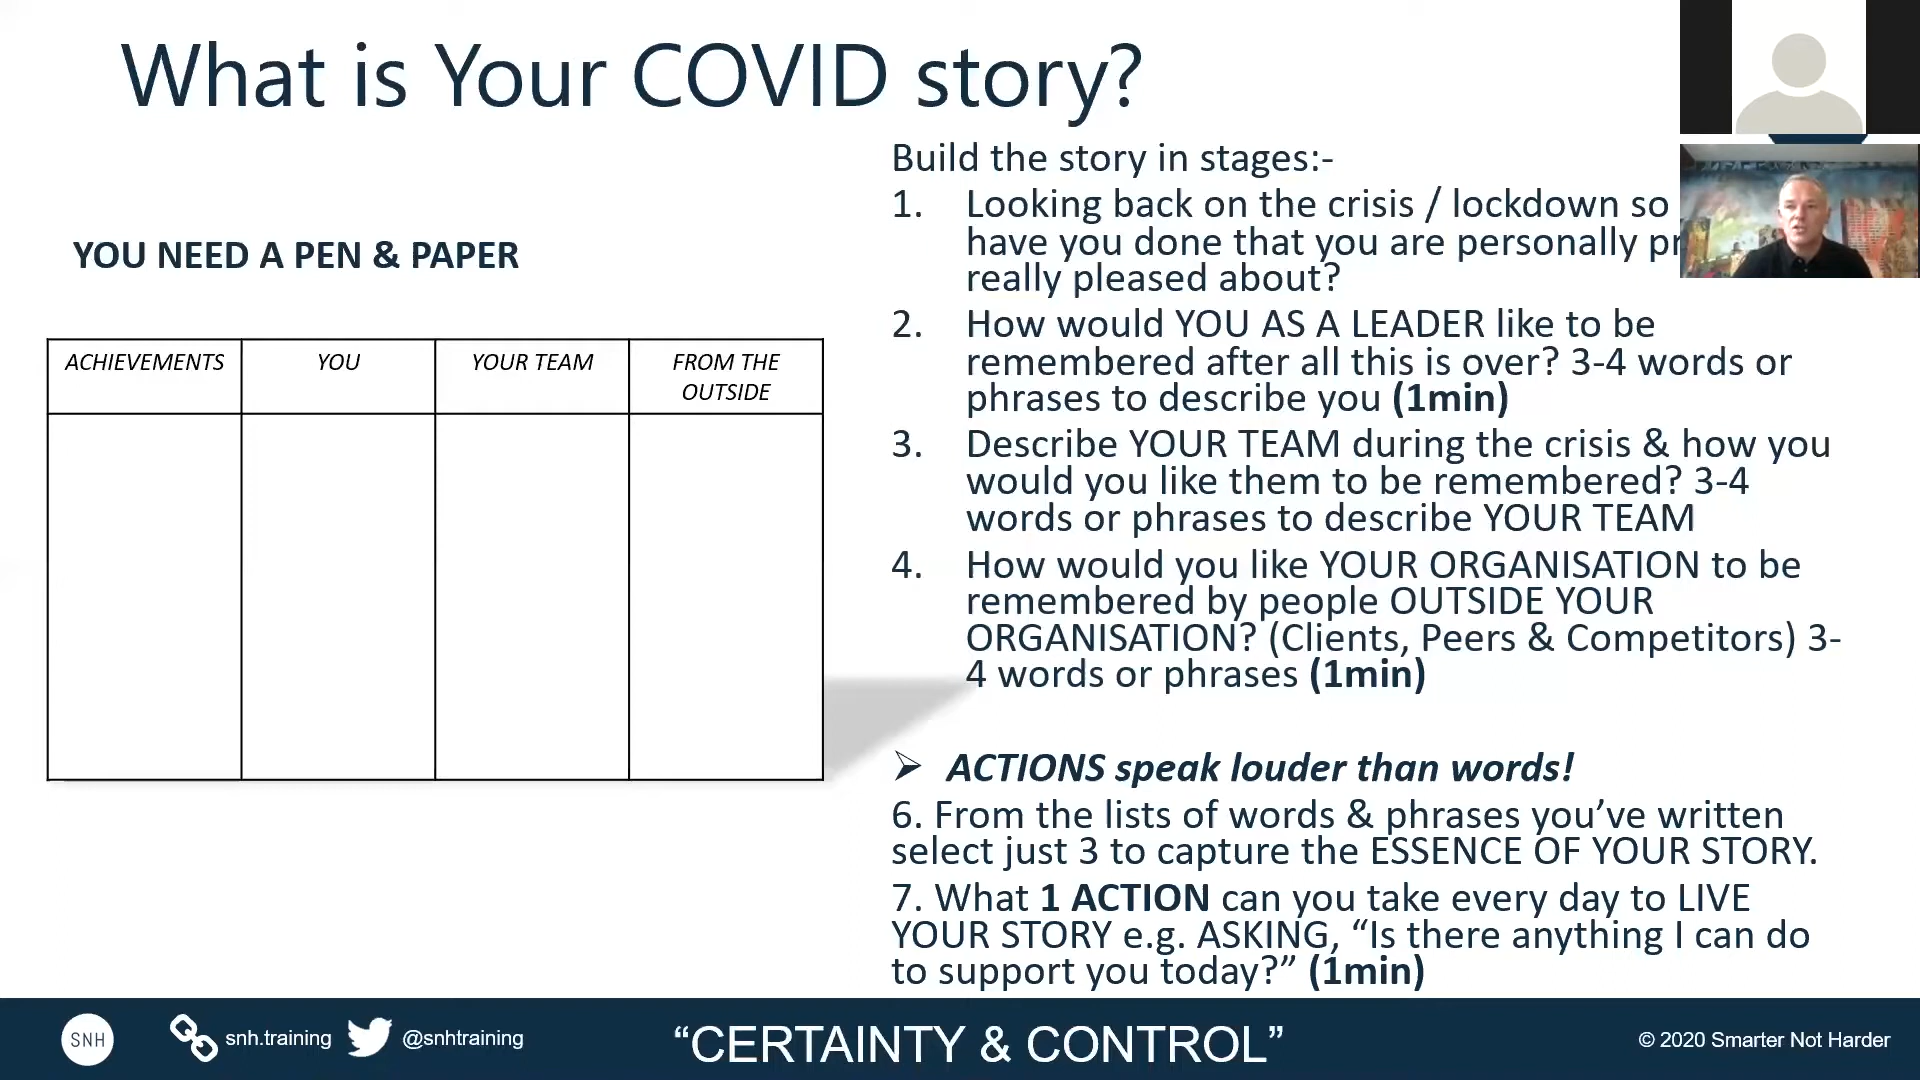 What is Your COVID story?
YOU NEED A PEN & PAPER
ACHIEVEMENTS
YOU
YOUR TEAM
FROM THE
OUTSIDE
Build the story in stages:-
1. Looking back on the crisis / lockdown so
have you done that you are personally
really pleased about?
2. How would YOU AS A LEADER like to be
remembered after all this is over? 3-4 words or
phrases to describe you (1min)
3. Describe YOUR TEAM during the crisis & how you
would you like them to be remembered? 3-4
words or phrases to describe YOUR TEAM
4. How would you like YOUR ORGANISATION to be
remembered by people OUTSIDE YOUR
ORGANISATION? (Clients, Peers & Competitors) 3-
4 words or phrases (1min)
➢ ACTIONS speak louder than words!
6. From the lists of words & phrases you’ve written
select just 3 to capture the ESSENCE OF YOUR STORY.
7. What 1 ACTION can you take every day to LIVE
YOUR STORY e.g. ASKING, “Is there anything I can do
to support you today?” (1min)
SNH
snh.training
@snhtraining
“CERTAINTY & CONTROL”
© 2020 Smarter Not Harder